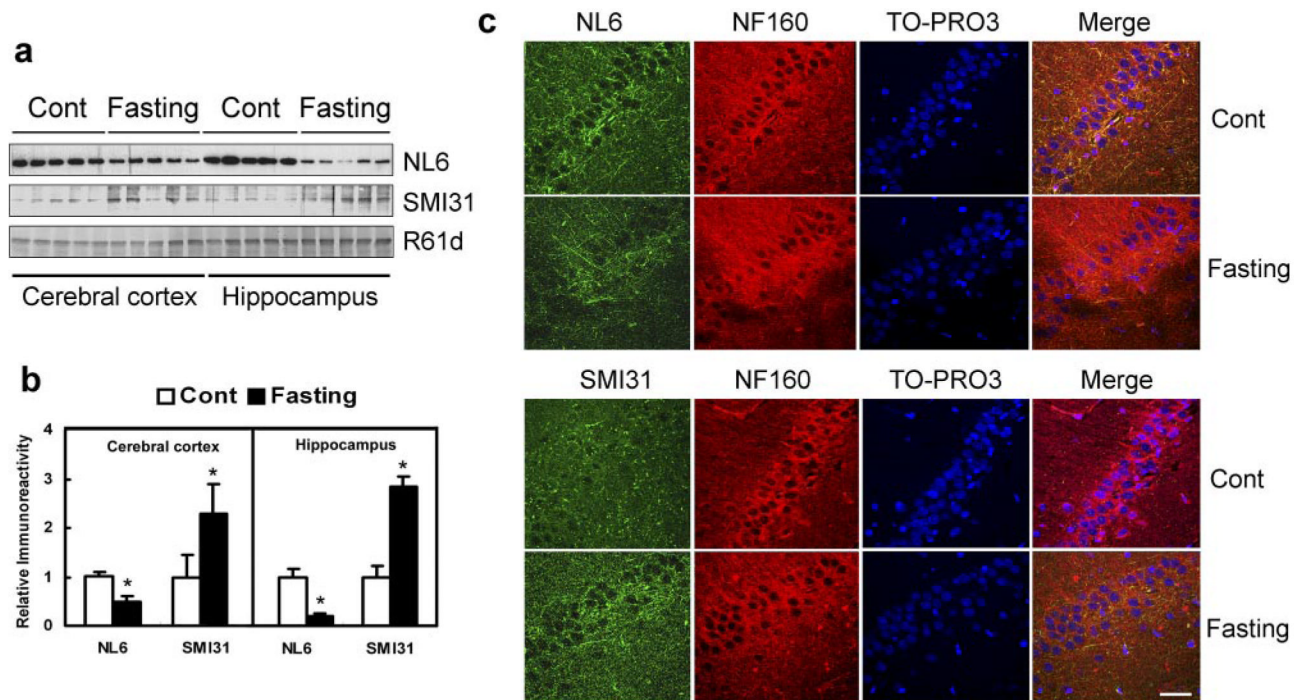 a
Cont Fasting Cont Fasting
NL6
SMI31
R61d
Cerebral cortex Hippocampus
b
Cont Fasting
Relative Immunoreactivity
4
3
2
1
0
Cerebral cortex Hippocampus
* * * *
NL6 SMI31 NL6 SMI31
c
NL6 NF160 TO-PRO3 Merge
Cont
Fasting
SMI31 NF160 TO-PRO3 Merge
Cont
Fasting